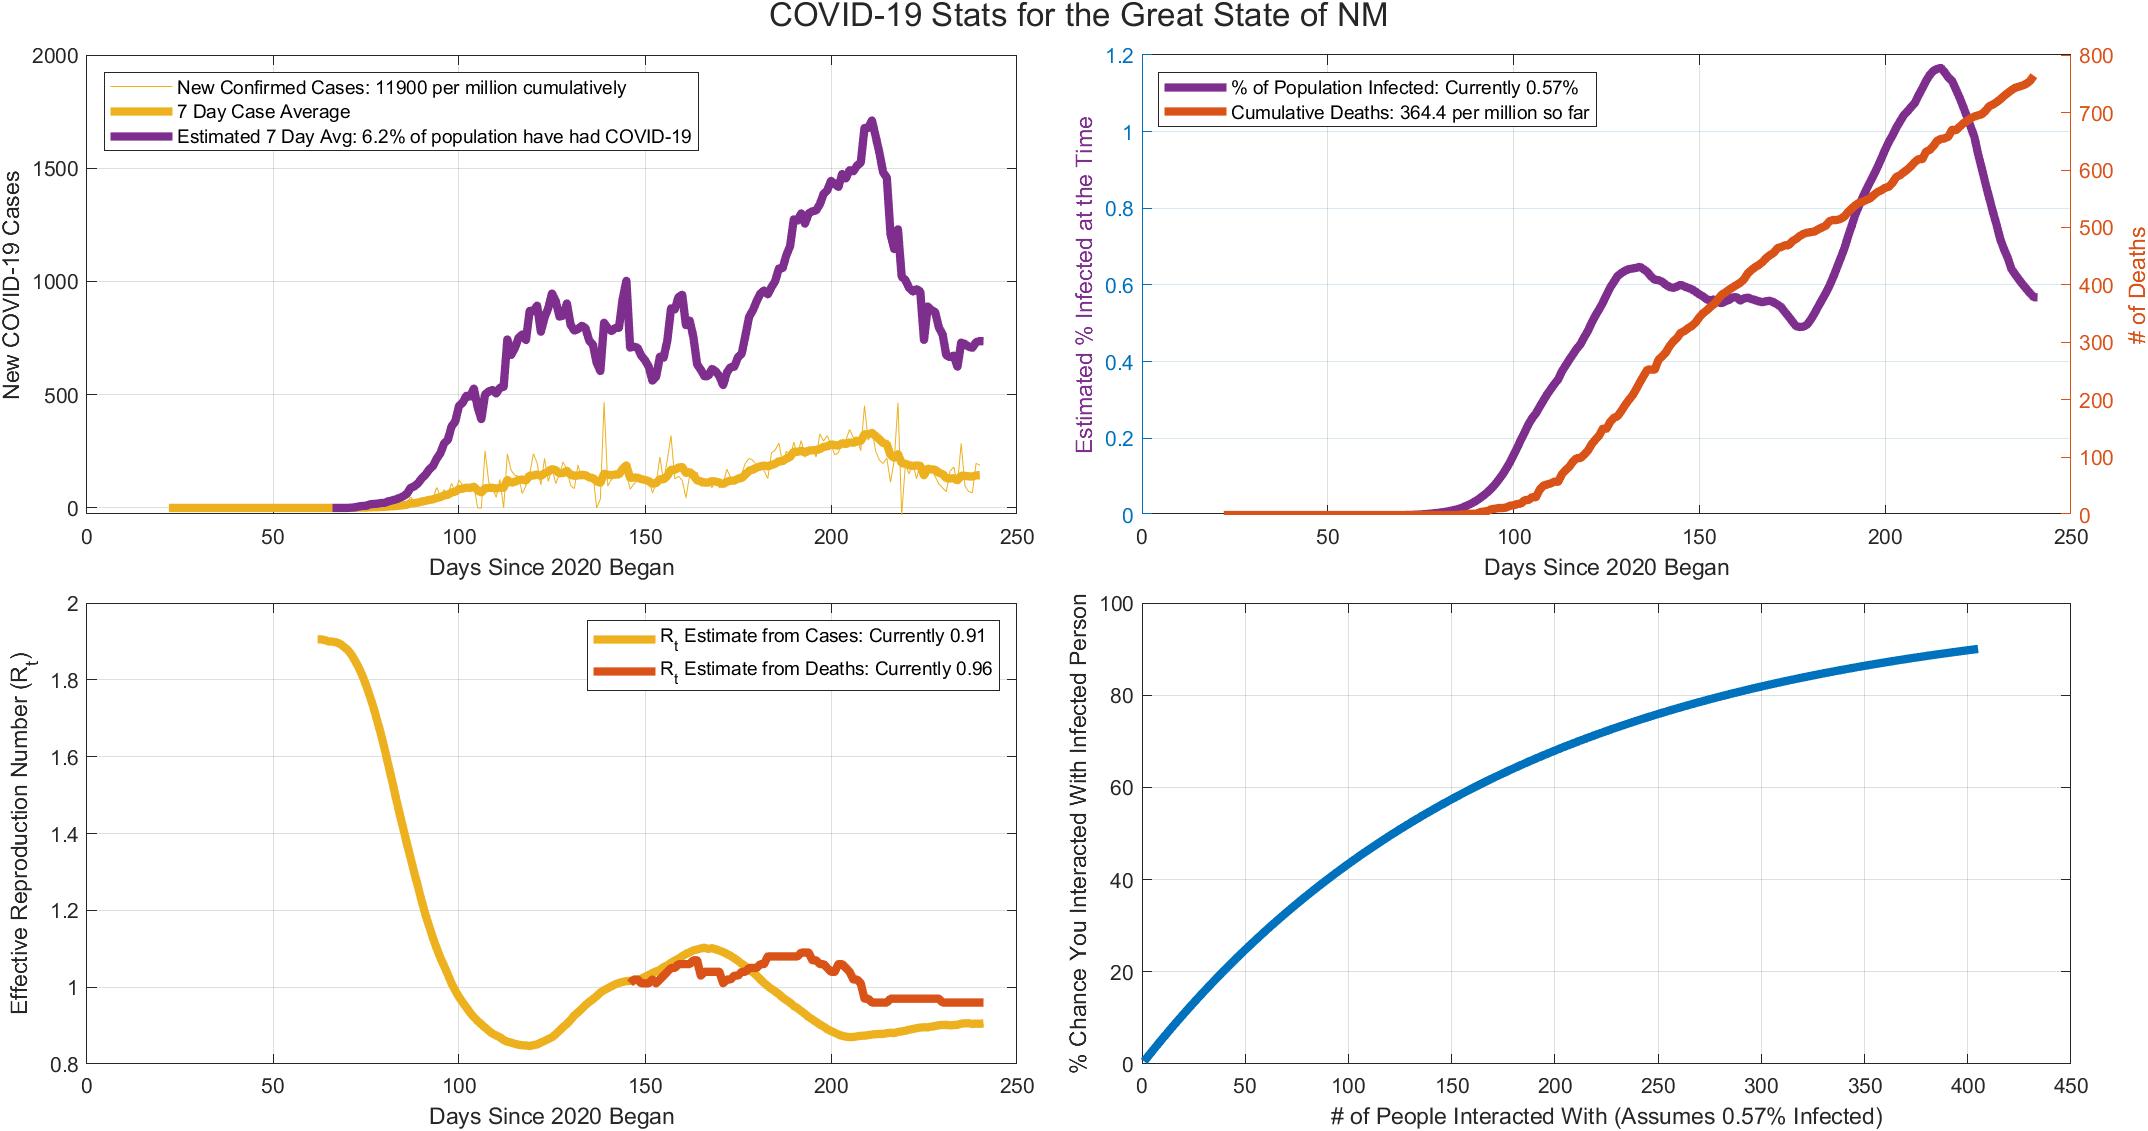 COVID-19 Stats for the Great State of NM
New COVID-19 Cases
2000
1500
1000
500
0
New Confirmed Cases: 11900 per million cumulatively
7 Day Case Average
Estimated 7 Day Avg: 6.2% of population have had COVID-19
0 50 100 150 200 250
Days Since 2020 Began
Estimated % Infected at the Time
1.2
1
0.8
0.6
0.4
0.2
0
% of Population Infected: Currently 0.57%
Cumulative Deaths: 364.4 per million so far
800
700
600
500
400
300
200
100
0
# of Deaths
0 50 100 150 200 250
Days Since 2020 Began
Effective Reproduction Number (Rt)
2
1.8
1.6
1.4
1.2
1
0.8
Rt Estimate from Cases: Currently 0.91
Rt Estimate from Deaths: Currently 0.96
0 50 100 150 200 250
Days Since 2020 Began
% Chance You Interacted With Infected Person
100
80
60
40
20
0
0 50 100 150 200 250 300 350 400 450
# of People Interacted With (Assumes 0.57% Infected)